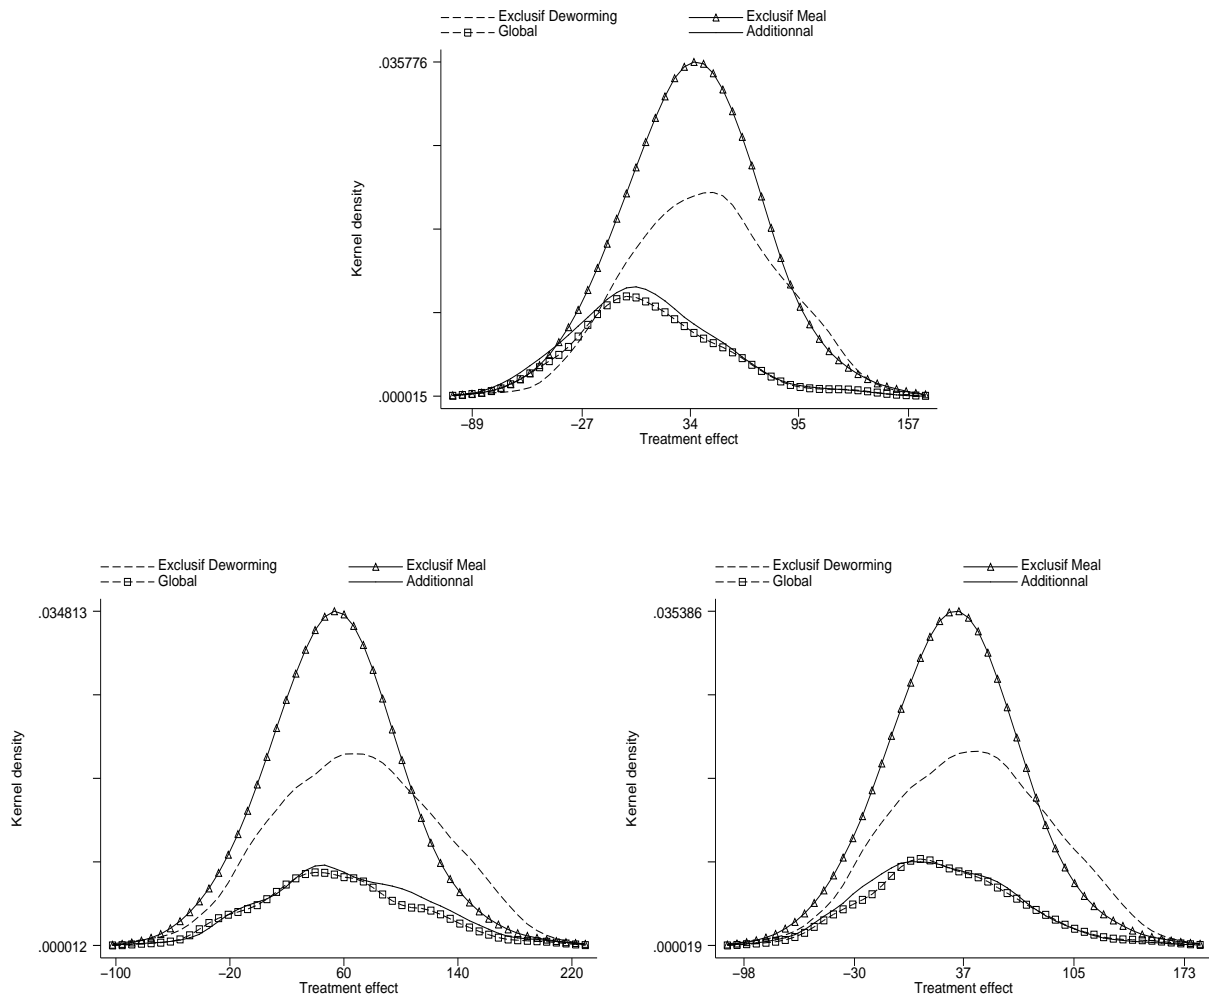 Exclusif Deworming Exclusif Meal
Global Additionnal
.035776
Kernel density
.000015
−89 −27 34 95 157
Treatment effect
Exclusif Deworming Exclusif Meal
Global Additionnal
.034813
Kernel density
.000012
−100 −20 60 140 220
Treatment effect
Exclusif Deworming Exclusif Meal
Global Additionnal
.035386
Kernel density
.000019
−98 −30 37 105 173
Treatment effect